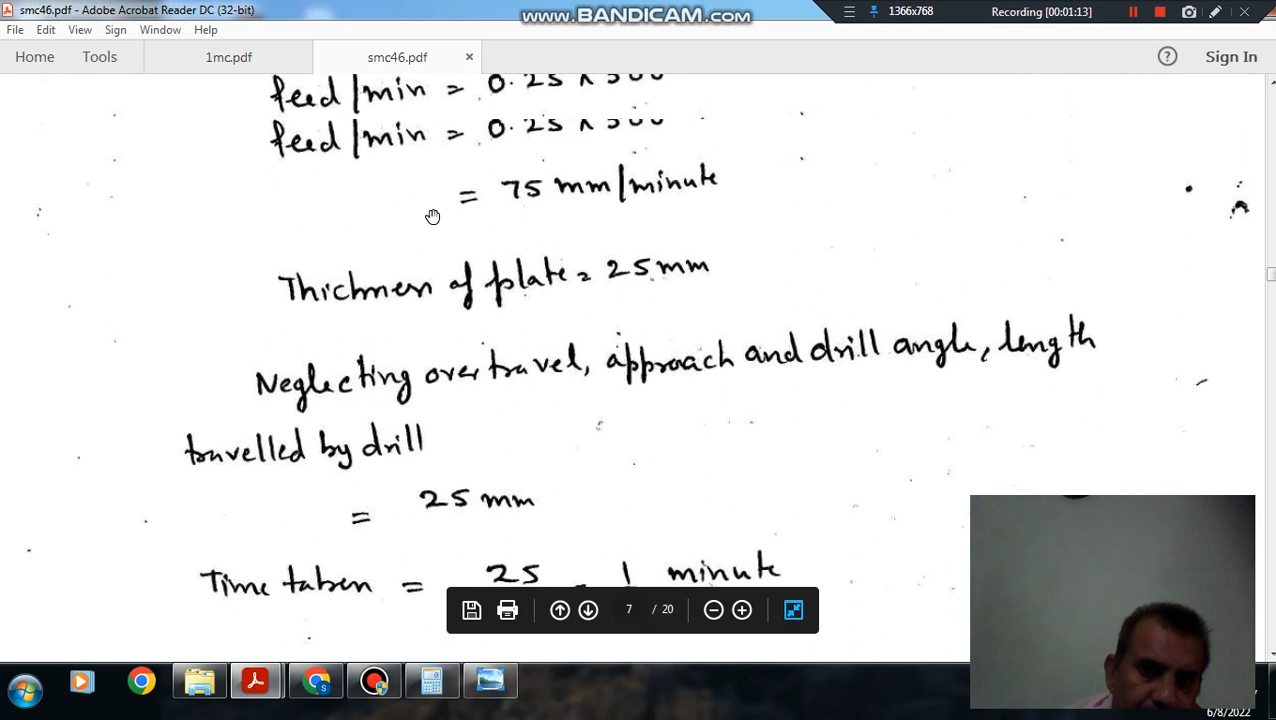 smc46.pdf - Adobe Acrobat Reader DC (32-bit)
www.BANDICAM.com
1366x768
Recording [00:01:13]
File Edit View Sign Window Help
Home Tools 1mc.pdf smc46.pdf × Sign In
feed/min = 0.25 x 300
feed/min = 0.25 x 300
= 75 mm/minute
Thickness of plate = 25mm
Neglecting over travel, approach and drill angle, length
travelled by drill
= 25 mm
Time taken = 25 1 minute
7 / 20
6/8/2022